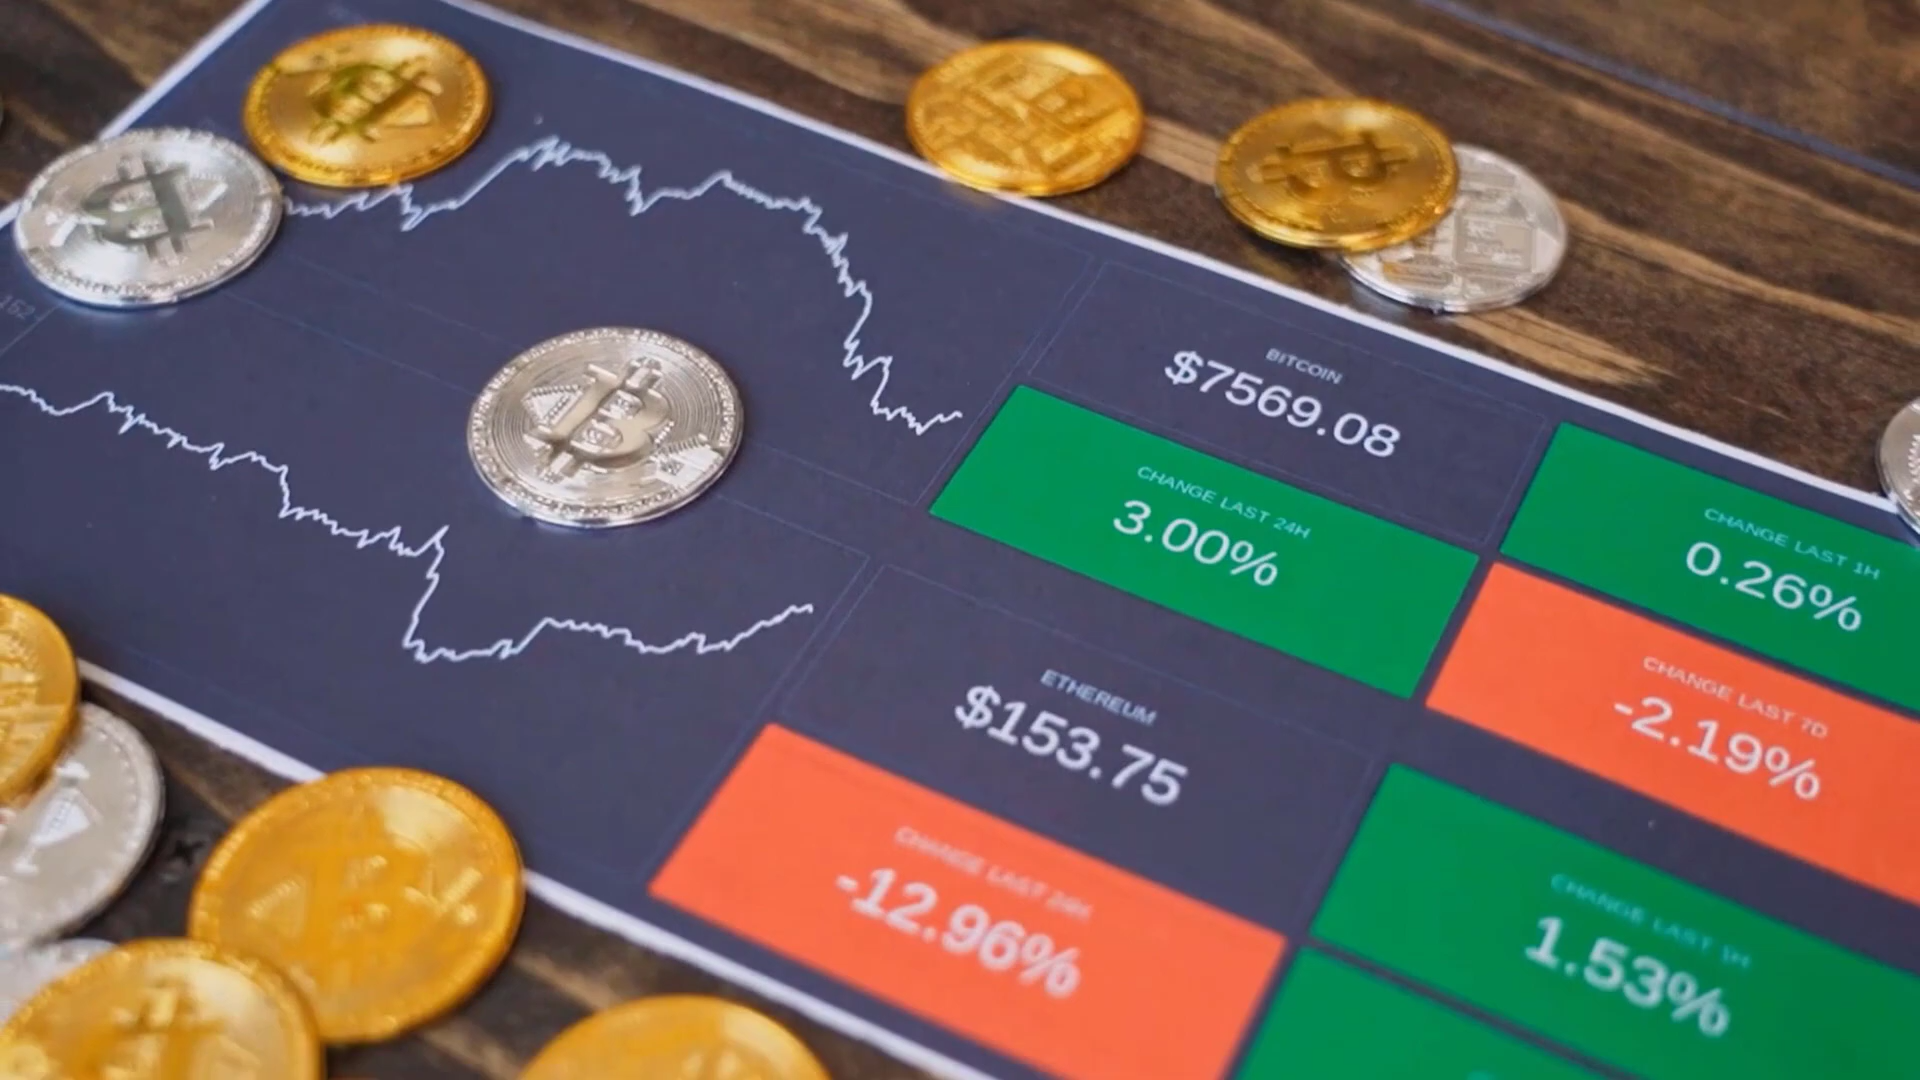 162
BITCOIN
$7569.08
CHANGE LAST 24H
3.00%
CHANGE LAST 1H
0.26%
CHANGE LAST 7D
-2.19%
ETHEREUM
$153.75
CHANGE LAST 24H
-12.96%
CHANGE LAST 1H
1.53%